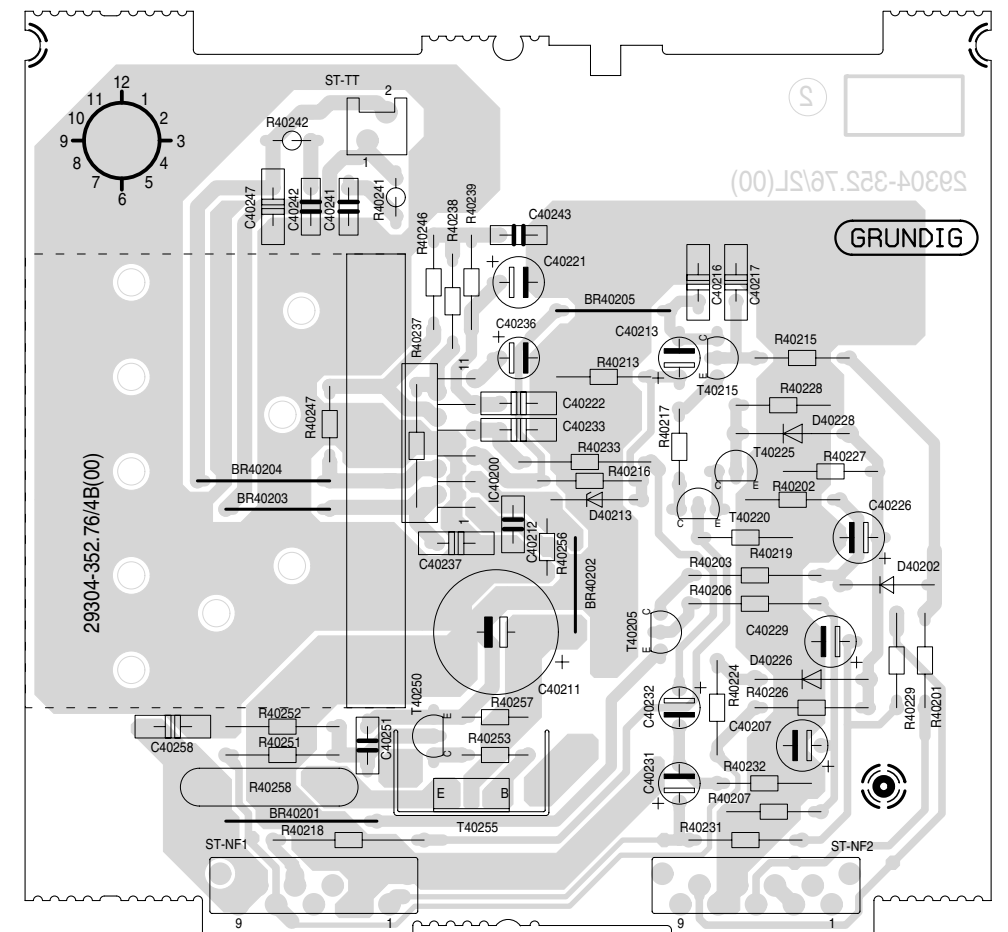 ST-TT
12
11
1
2
10
2
R40242
9
3
8
4
7
5
1
6
C40247
C40242
C40241
R40241
29304-352.76/2L(00)
2
GRUNDIG
R40246
R40238
R40239
C40243
C40221
BR40205
C40216
C40217
R40237
C40236
C40213
C
E
T40215
R40215
11
R40213
R40247
C40222
C40233
R40217
R40228
D40228
T40225
BR40204
BR40203
R40233
R40216
D40213
C
E
R40227
R40202
C40226
IC40200
C40212
1
C40237
R40256
BR40202
C
E
T40220
R40219
29304-352.76/4B(00)
R40203
D40202
R40206
T40205
C
E
C40229
D40226
C40211
T40250
R40257
C40232
R40224
R40226
R40229
R40201
C40207
C40258
R40252
R40251
C40251
E
C
R40253
C40231
R40232
R40258
E
B
R40207
BR40201
R40218
T40255
R40231
ST-NF1
ST-NF2
9
1
9
1